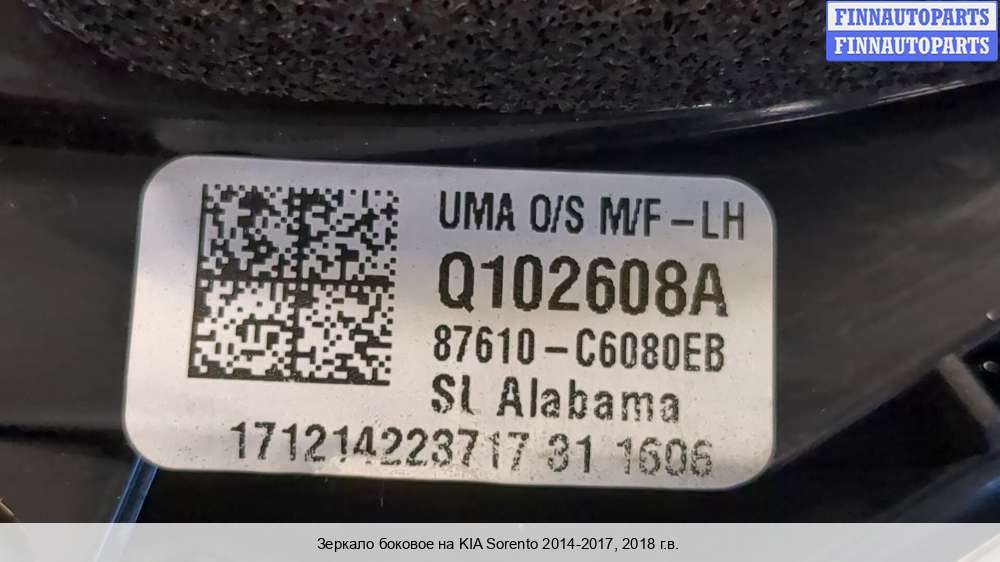 FINNAUTOPARTS
FINNAUTOPARTS
UMA O/S M/F-LH
Q102608A
87610-C6080EB
SL Alabama
171214223717 31 1606
Зеркало боковое на KIA Sorento 2014-2017, 2018 г.в.